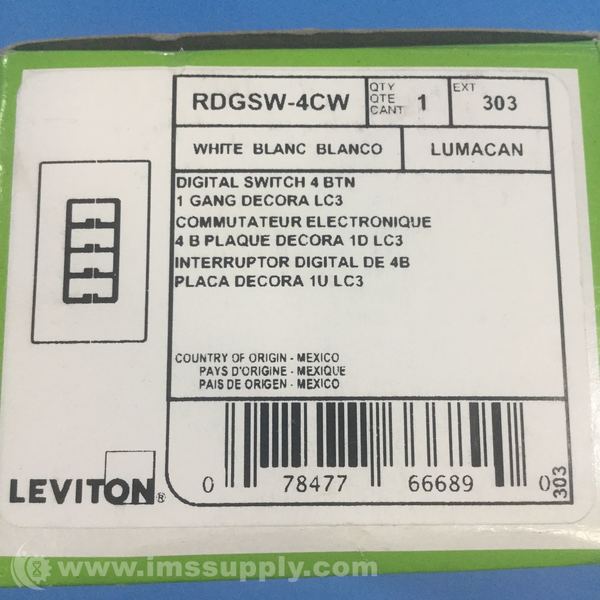 RDGSW-4CW
QTY
QTE
CANT
1
EXT
303
WHITE BLANC BLANCO
LUMACAN
DIGITAL SWITCH 4 BTN
1 GANG DECORA LC3
COMMUTATEUR ELECTRONIQUE
4 B PLAQUE DECORA 1D LC3
INTERRUPTOR DIGITAL DE 4B
PLACA DECORA 1U LC3
COUNTRY OF ORIGIN - MEXICO
PAYS D'ORIGINE - MEXIQUE
PAIS DE ORIGEN - MEXICO
LEVITON®
0 78477 66689 0
303
www.imssupply.com